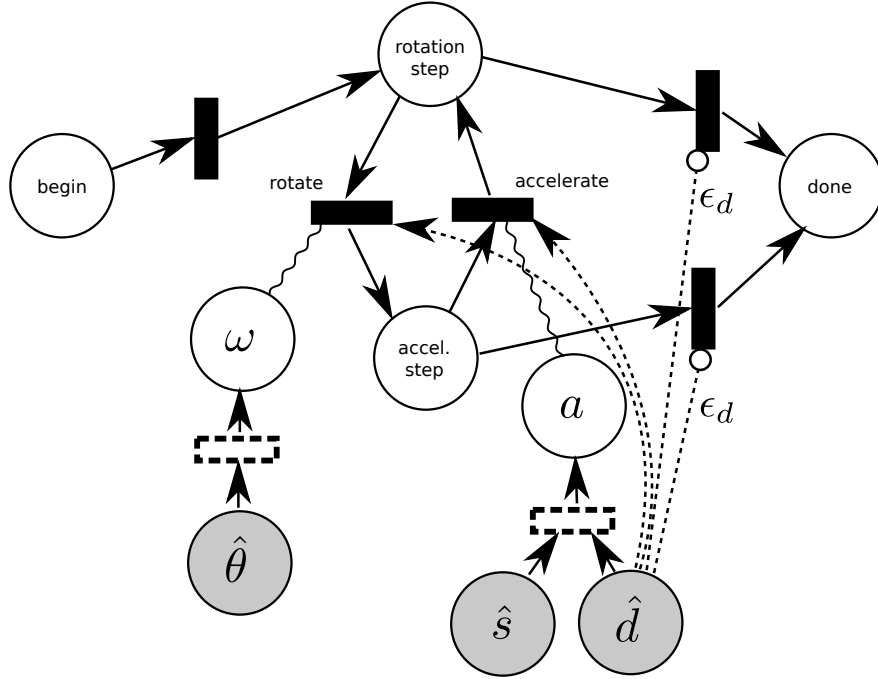 rotation
step
begin
rotate
accelerate
done
ϵ_d
ω
accel.
step
a
ϵ_d
θ̂
ŝ
d̂